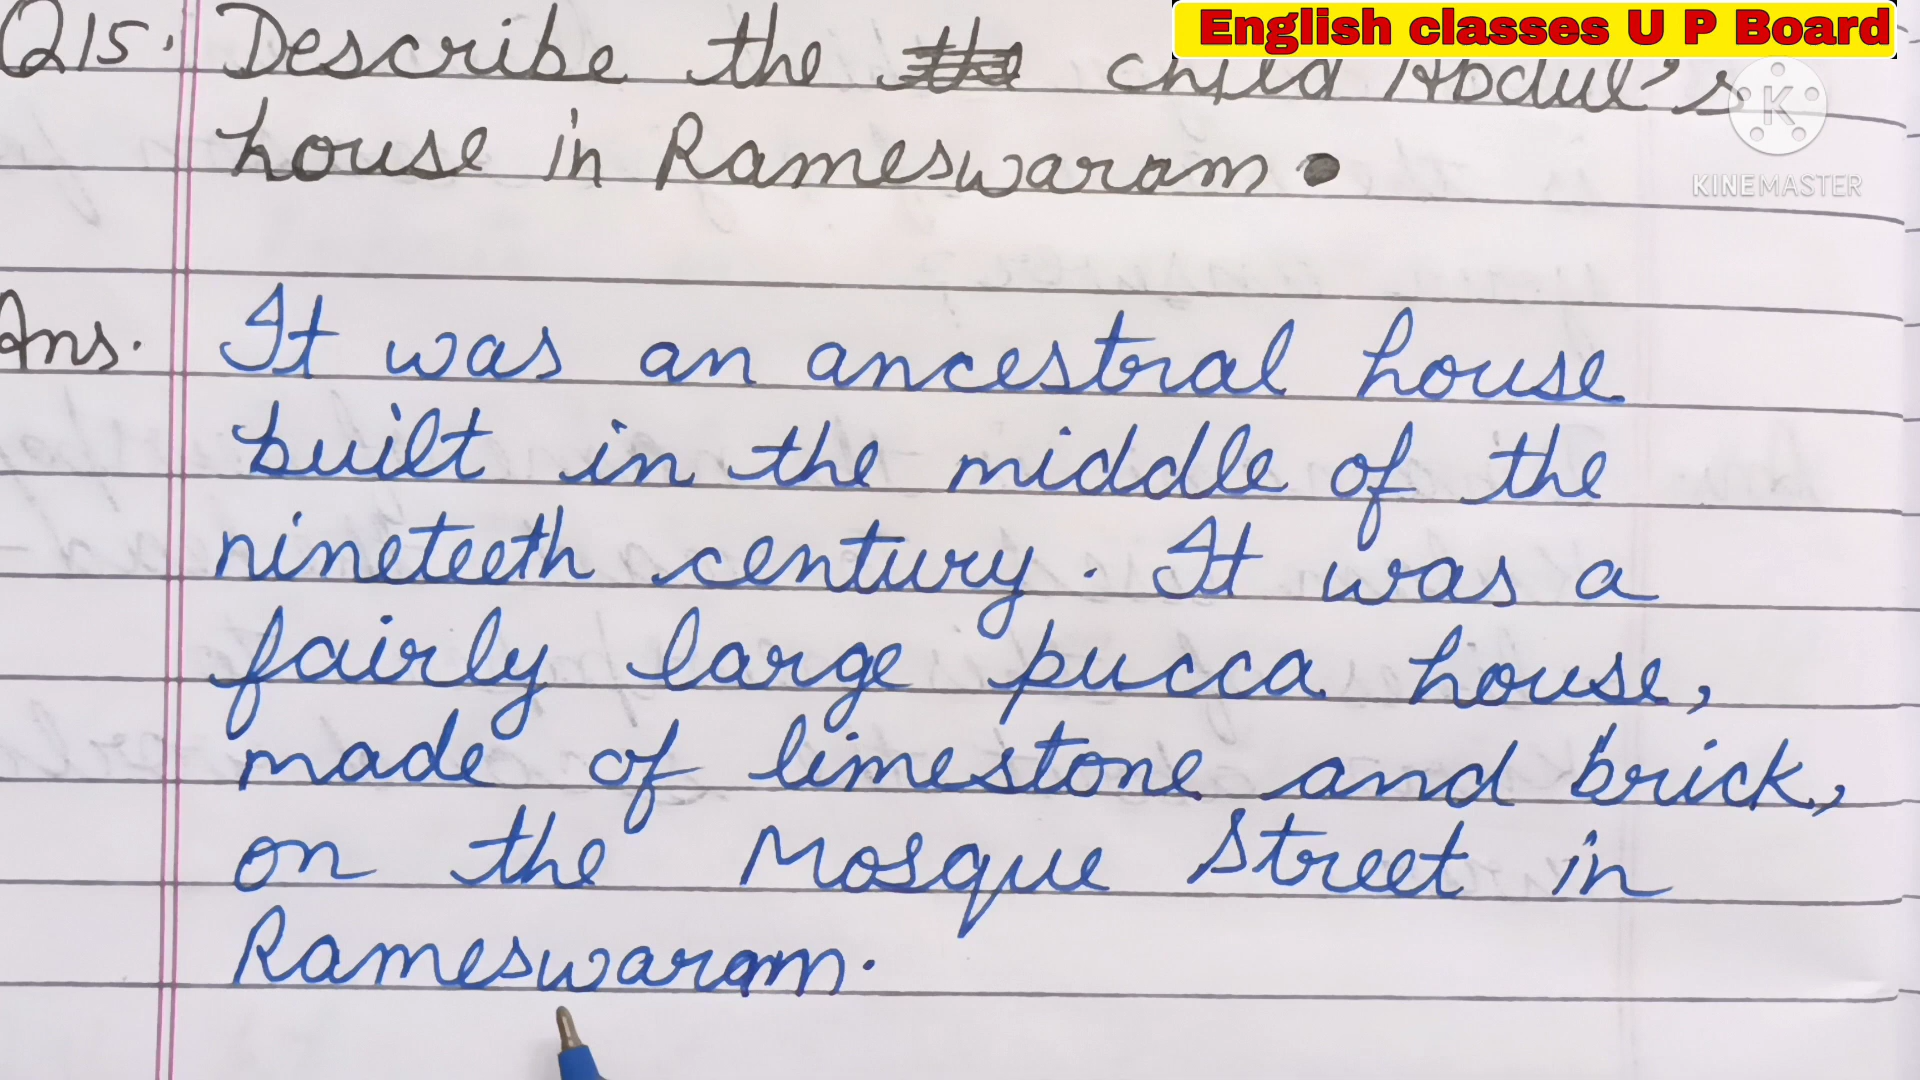 English classes U P Board
Q15. Describe the the child Abdul's
house in Rameswaram.
KINEMASTER
Ans. It was an ancestral house
built in the middle of the
nineteeth century. It was a
fairly large pucca house,
made of limestone and brick,
on the Mosque Street in
Rameswaram.